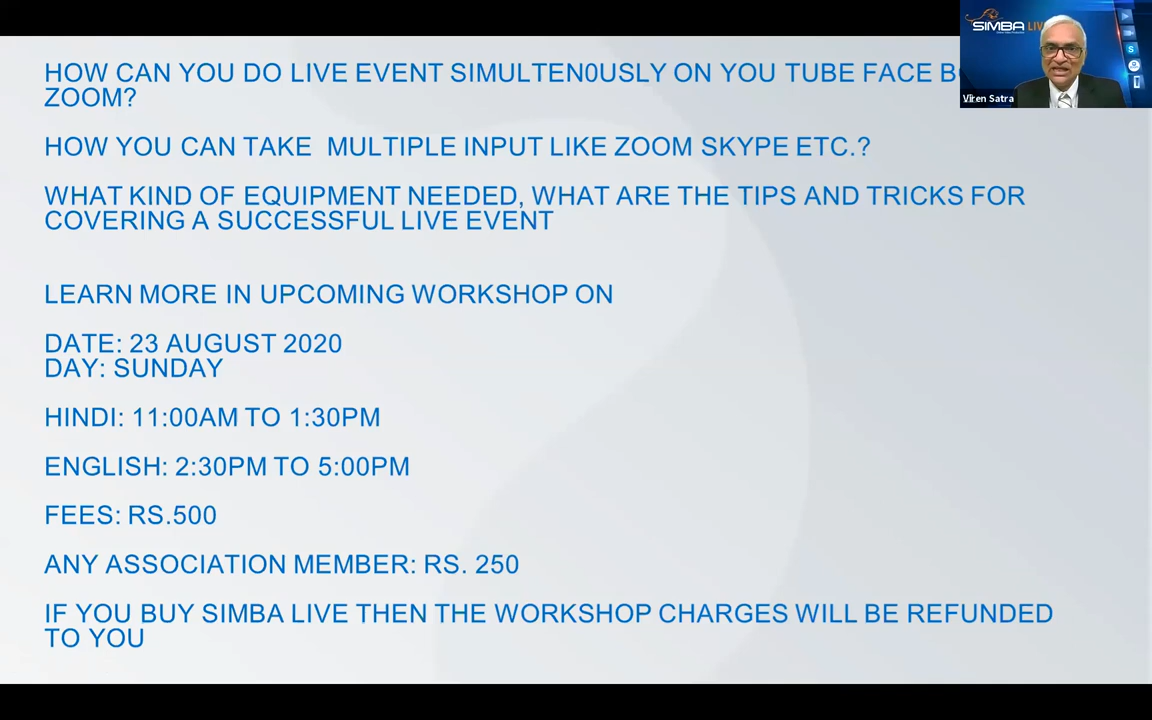 HOW CAN YOU DO LIVE EVENT SIMULTEN0USLY ON YOU TUBE FACE
ZOOM?
HOW YOU CAN TAKE MULTIPLE INPUT LIKE ZOOM SKYPE ETC.?
WHAT KIND OF EQUIPMENT NEEDED, WHAT ARE THE TIPS AND TRICKS FOR
COVERING A SUCCESSFUL LIVE EVENT
LEARN MORE IN UPCOMING WORKSHOP ON
DATE: 23 AUGUST 2020
DAY: SUNDAY
HINDI: 11:00AM TO 1:30PM
ENGLISH: 2:30PM TO 5:00PM
FEES: RS.500
ANY ASSOCIATION MEMBER: RS. 250
IF YOU BUY SIMBA LIVE THEN THE WORKSHOP CHARGES WILL BE REFUNDED
TO YOU
SIMBA
Viren Satra